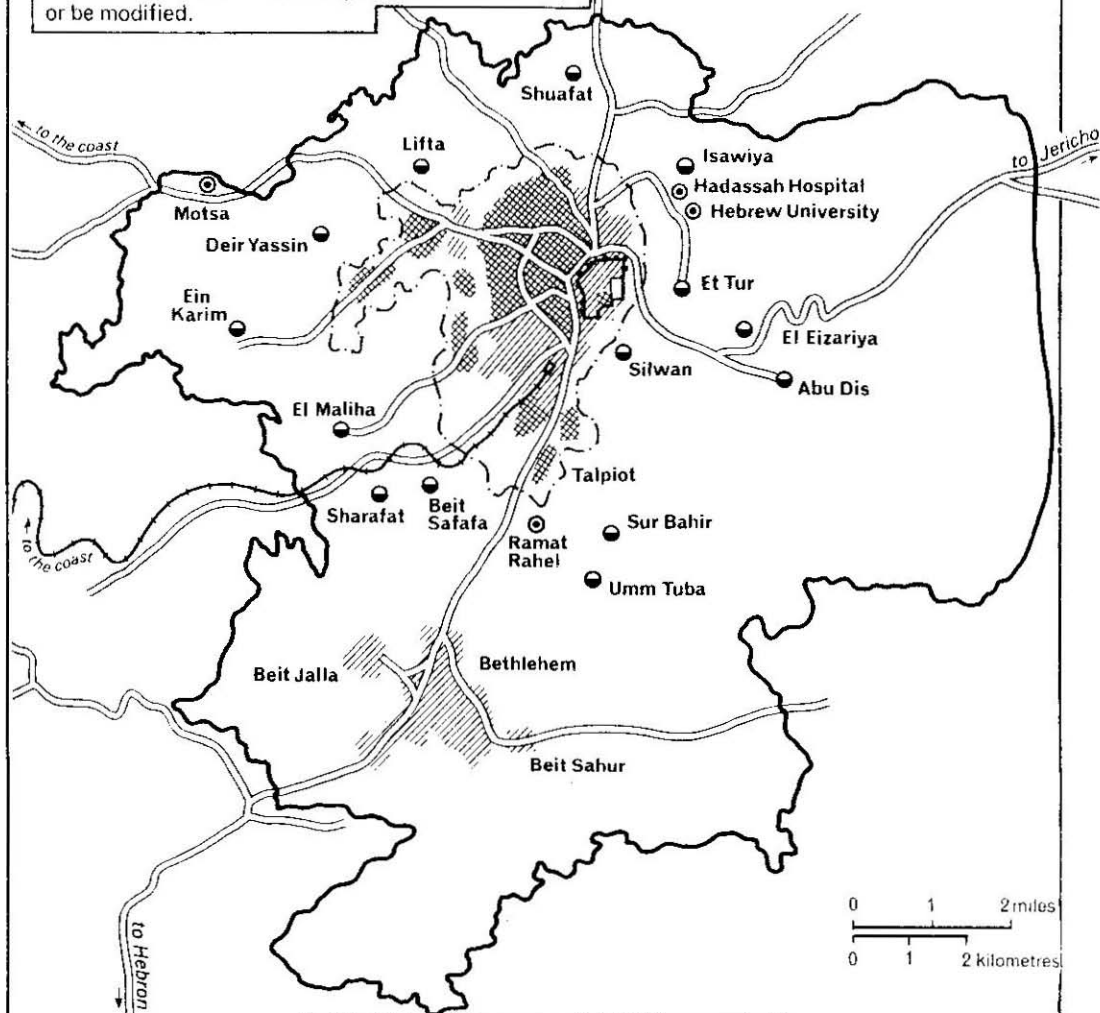 or be modified.
Shuafat
← to the coast
Lifta
Isawiya
to Jericho
Hadassah Hospital
Motsa
Hebrew University
Deir Yassin
Et Tur
Ein
Karim
El Eizariya
Silwan
Abu Dis
El Maliha
Talpiot
Sharafat
Beit
Safafa
Sur Bahir
Ramat
Rahel
← to the coast
Umm Tuba
Beit Jalla
Bethlehem
Beit Sahur
0 1 2 miles
0 1 2 kilometres
to Hebron